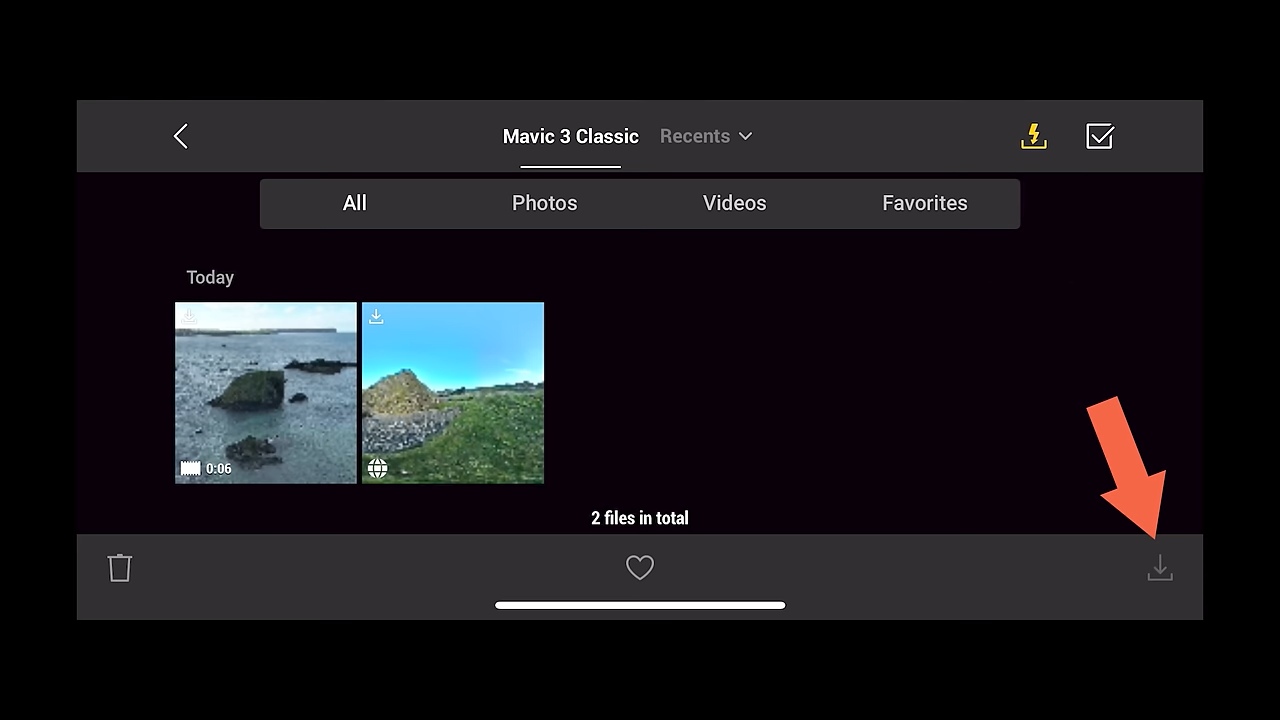 Mavic 3 Classic Recents
All Photos Videos Favorites
Today
0:06
2 files in total